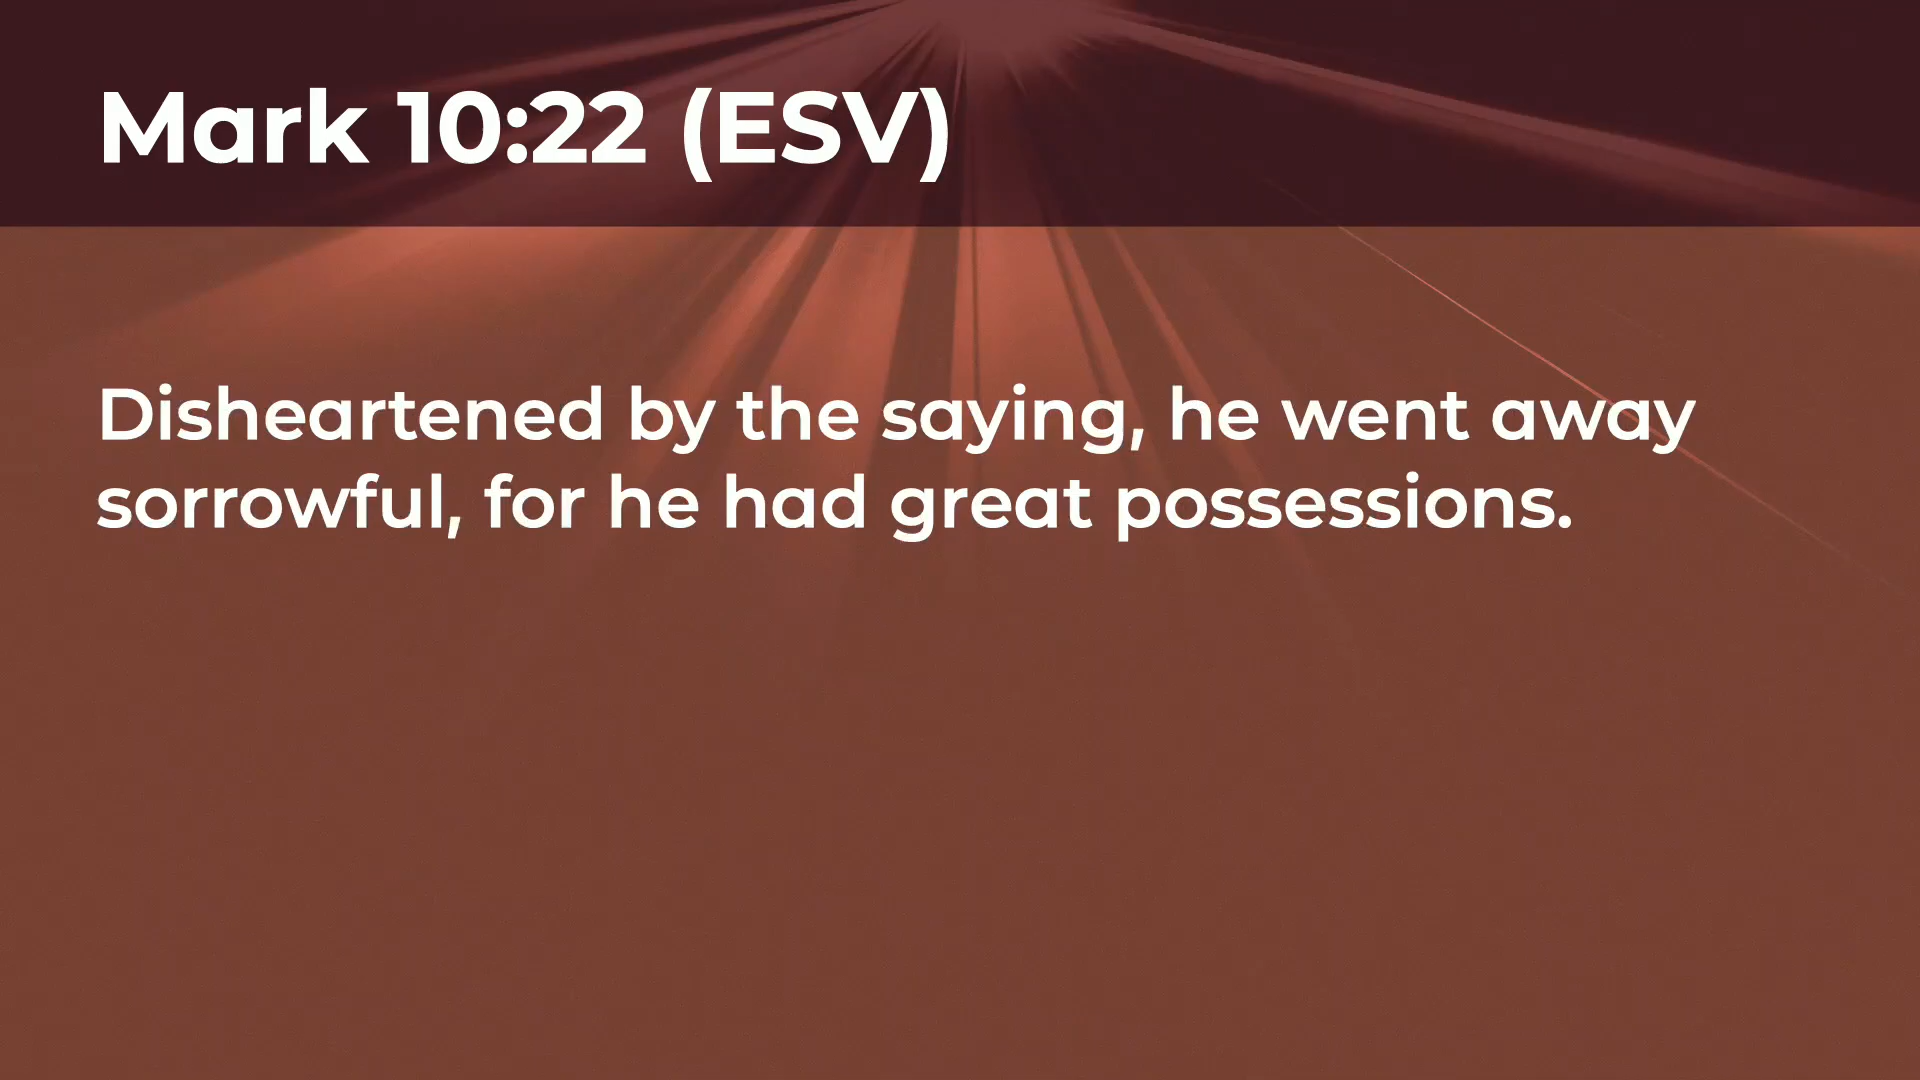 Mark 10:22 (ESV)
Disheartened by the saying, he went away
sorrowful, for he had great possessions.